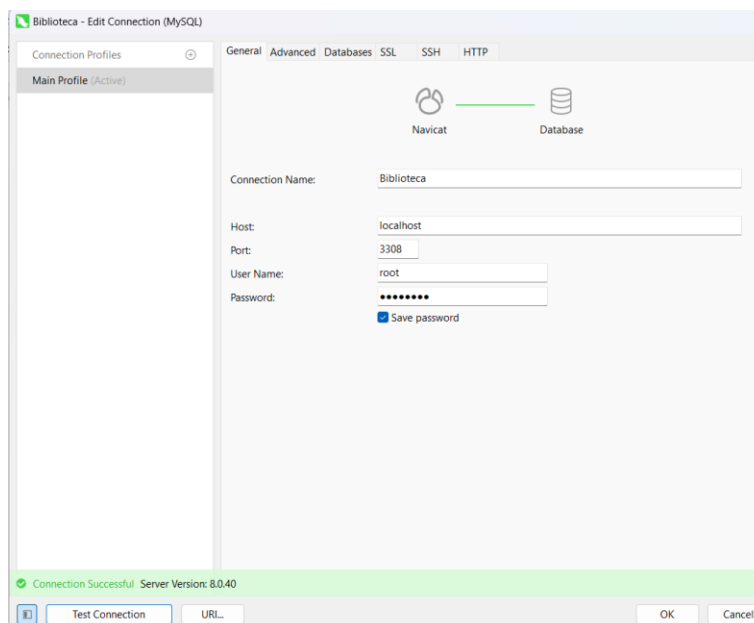 Biblioteca - Edit Connection (MySQL)
Connection Profiles
Main Profile (Active)
General Advanced Databases SSL SSH HTTP
Navicat Database
Connection Name: Biblioteca
Host: localhost
Port: 3308
User Name: root
Password: ●●●●●●●●
Save password
Connection Successful Server Version: 8.0.40
Test Connection URI... OK Cancel